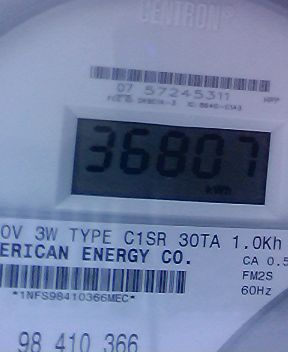 CENTRON
07 57245311
36807
kWh
0V 3W TYPE C1SR 30TA 1.0Kh
ERICAN ENERGY CO.
CA 0.5
FM2S
*1NFS98410366MEC*
60Hz
98 410 366